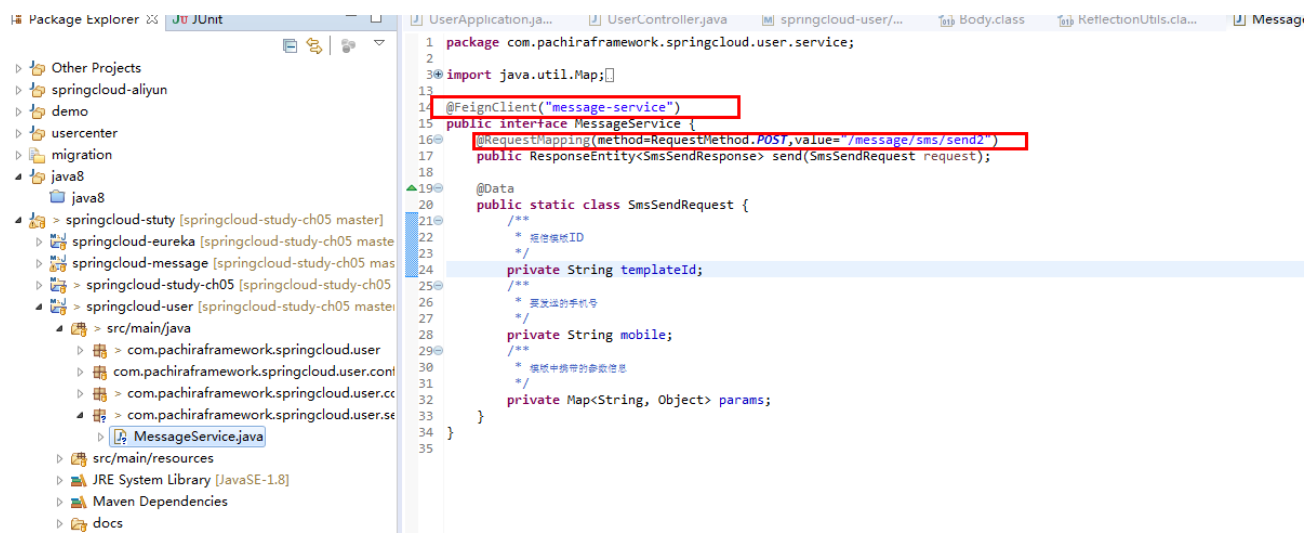 Package Explorer JUnit
Other Projects
springcloud-aliyun
demo
usercenter
migration
java8
java8
> springcloud-stuty [springcloud-study-ch05 master]
springcloud-eureka [springcloud-study-ch05 maste
springcloud-message [springcloud-study-ch05 mas
> springcloud-study-ch05 [springcloud-study-ch05
> springcloud-user [springcloud-study-ch05 master
> src/main/java
> com.pachiraframework.springcloud.user
com.pachiraframework.springcloud.user.conf
> com.pachiraframework.springcloud.user.cc
> com.pachiraframework.springcloud.user.se
MessageService.java
src/main/resources
JRE System Library [JavaSE-1.8]
Maven Dependencies
docs
UserApplication.ja... UserController.java springcloud-user/... Body.class ReflectionUtils.cla... Message
1 package com.pachiraframework.springcloud.user.service;
2
3 import java.util.Map;
13
14 @FeignClient("message-service")
15 public interface MessageService {
16 @RequestMapping(method=RequestMethod.POST,value="/message/sms/send2")
17 public ResponseEntity<SmsSendResponse> send(SmsSendRequest request);
18
19 @Data
20 public static class SmsSendRequest {
21 /**
22 * 短信模板ID
23 */
24 private String templateId;
25 /**
26 * 要发送的手机号
27 */
28 private String mobile;
29 /**
30 * 模版中携带的参数信息
31 */
32 private Map<String, Object> params;
33 }
34 }
35